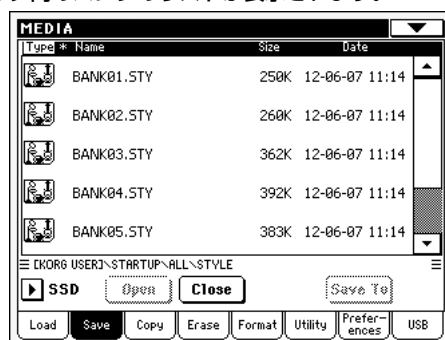 MEDIA
Type * Name Size Date
BANK01.STY 250K 12-06-07 11:14
BANK02.STY 260K 12-06-07 11:14
BANK03.STY 362K 12-06-07 11:14
BANK04.STY 392K 12-06-07 11:14
BANK05.STY 383K 12-06-07 11:14
[KORG USER]\STARTUP\ALL\STYLE
SSD Open Close Save To
Load Save Copy Erase Format Utility Prefer-ences USB